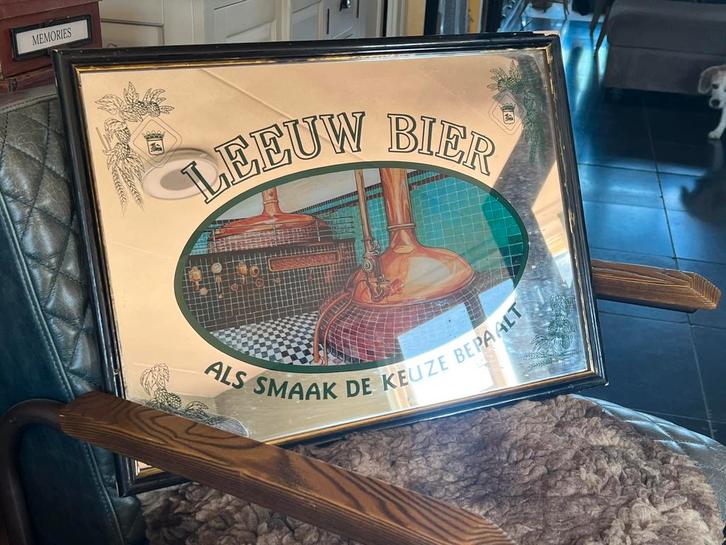 MEMORIES
LEEUW BIER
ALS SMAAK DE KEUZE BEPAALT